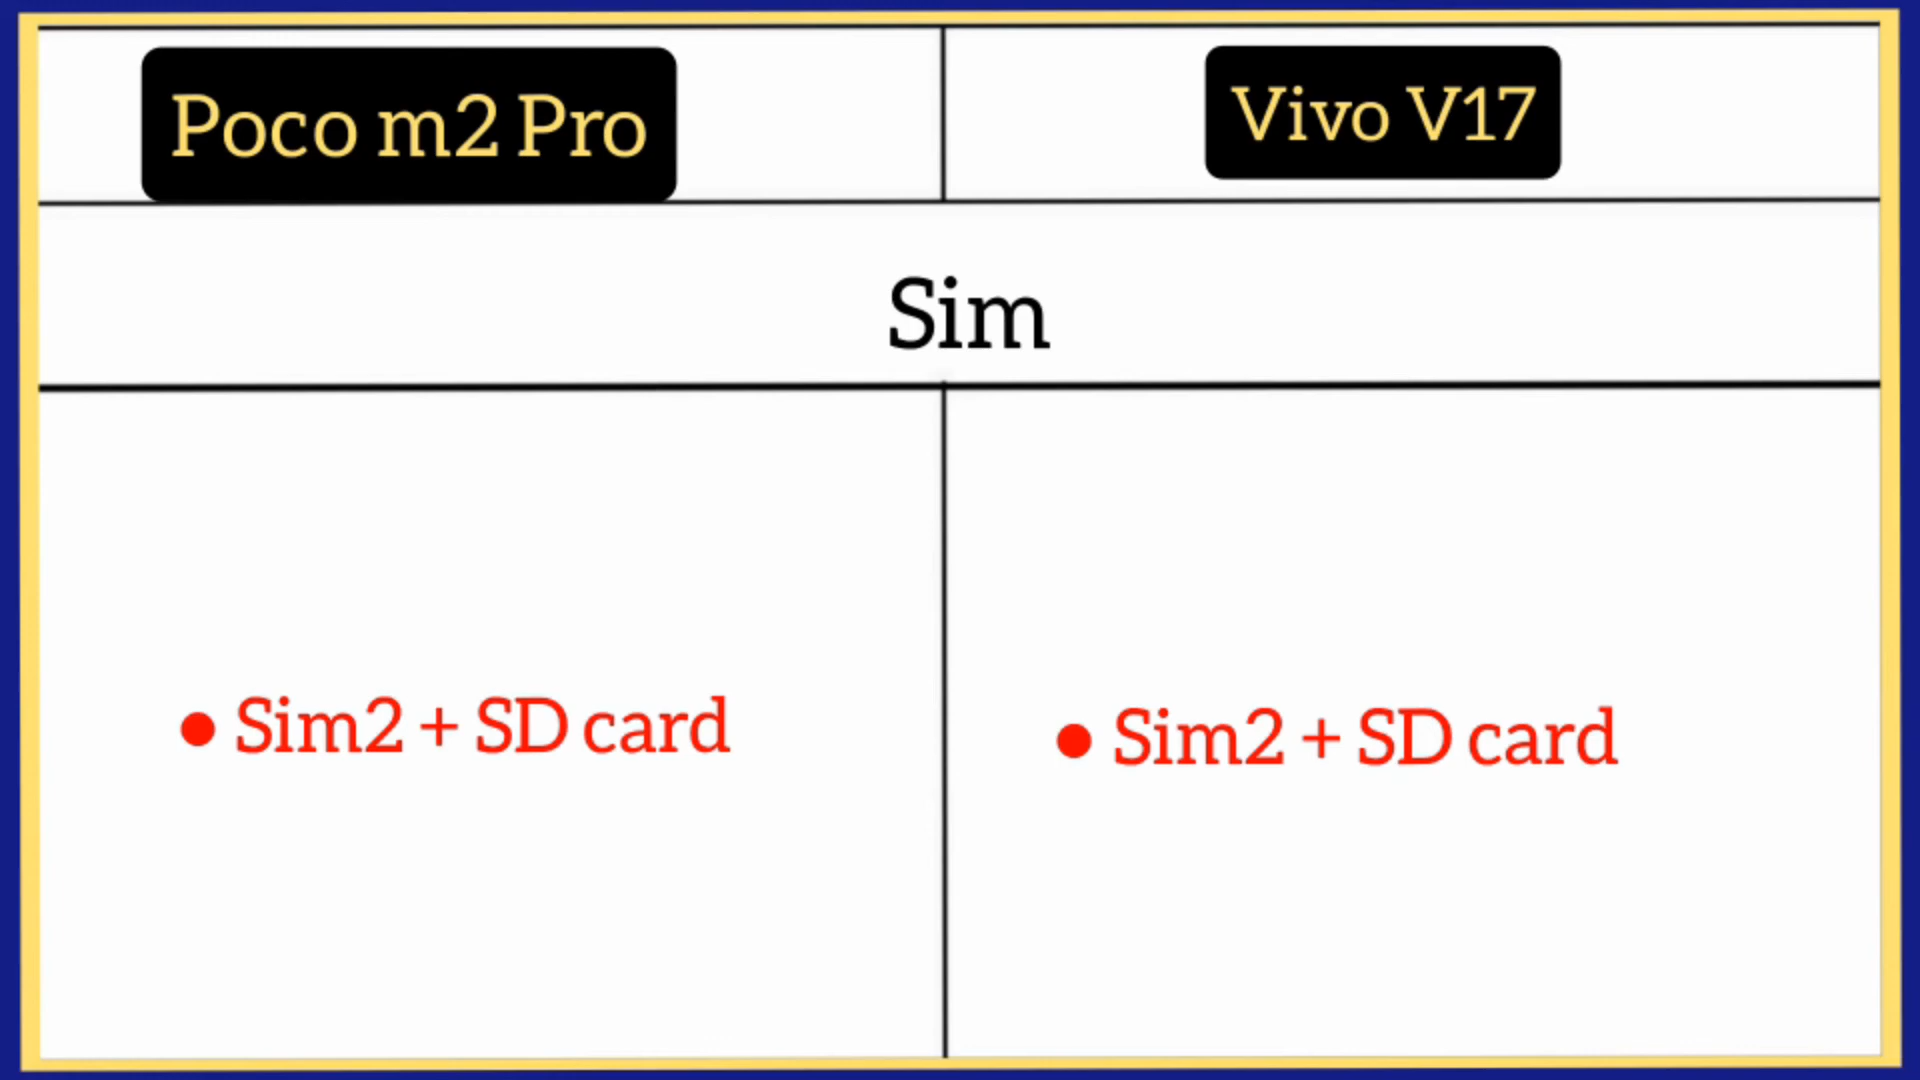 Poco m2 Pro
Vivo V17
Sim
• Sim2 + SD card
• Sim2 + SD card